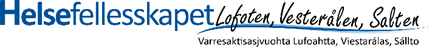 Helsefellesskapet Lofoten, Vesterålen, Salten
Varresaktisasjvuohta Lufoahtta, Viestarálas, Sállto